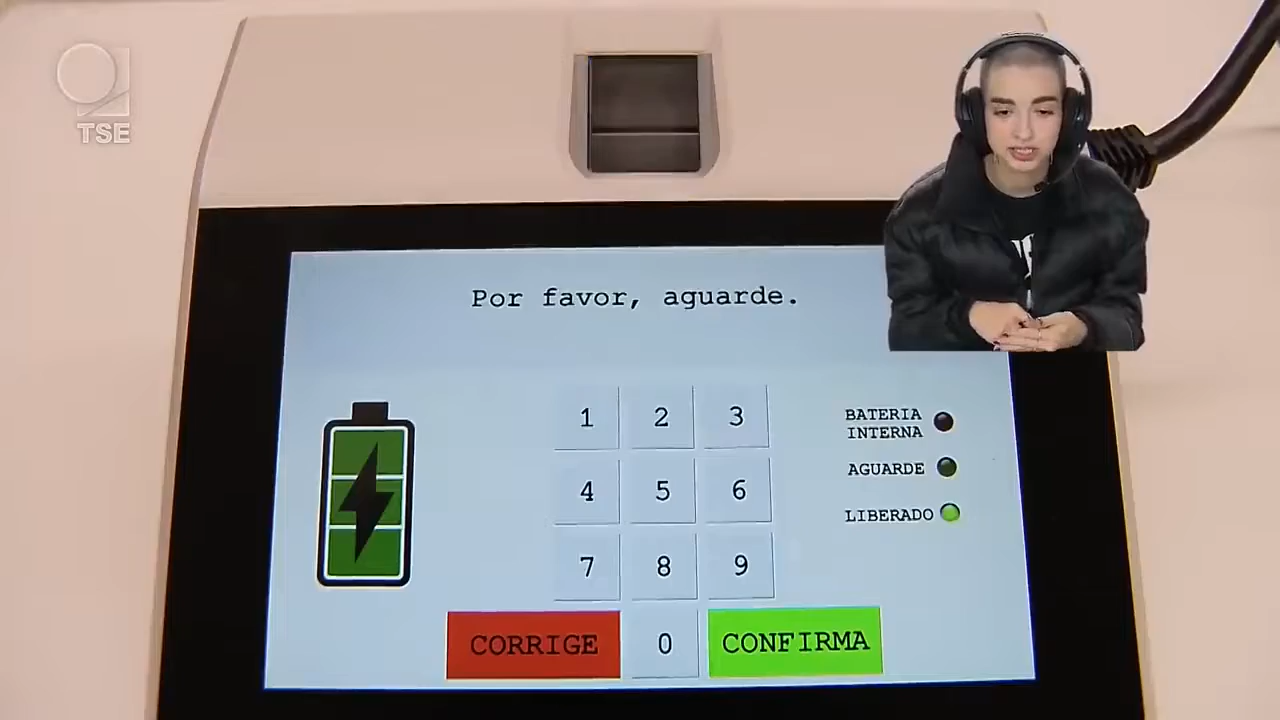 TSE
Por favor, aguarde.
1 2 3
4 5 6
7 8 9
CORRIGE 0 CONFIRMA
BATERIA
INTERNA
AGUARDE
LIBERADO